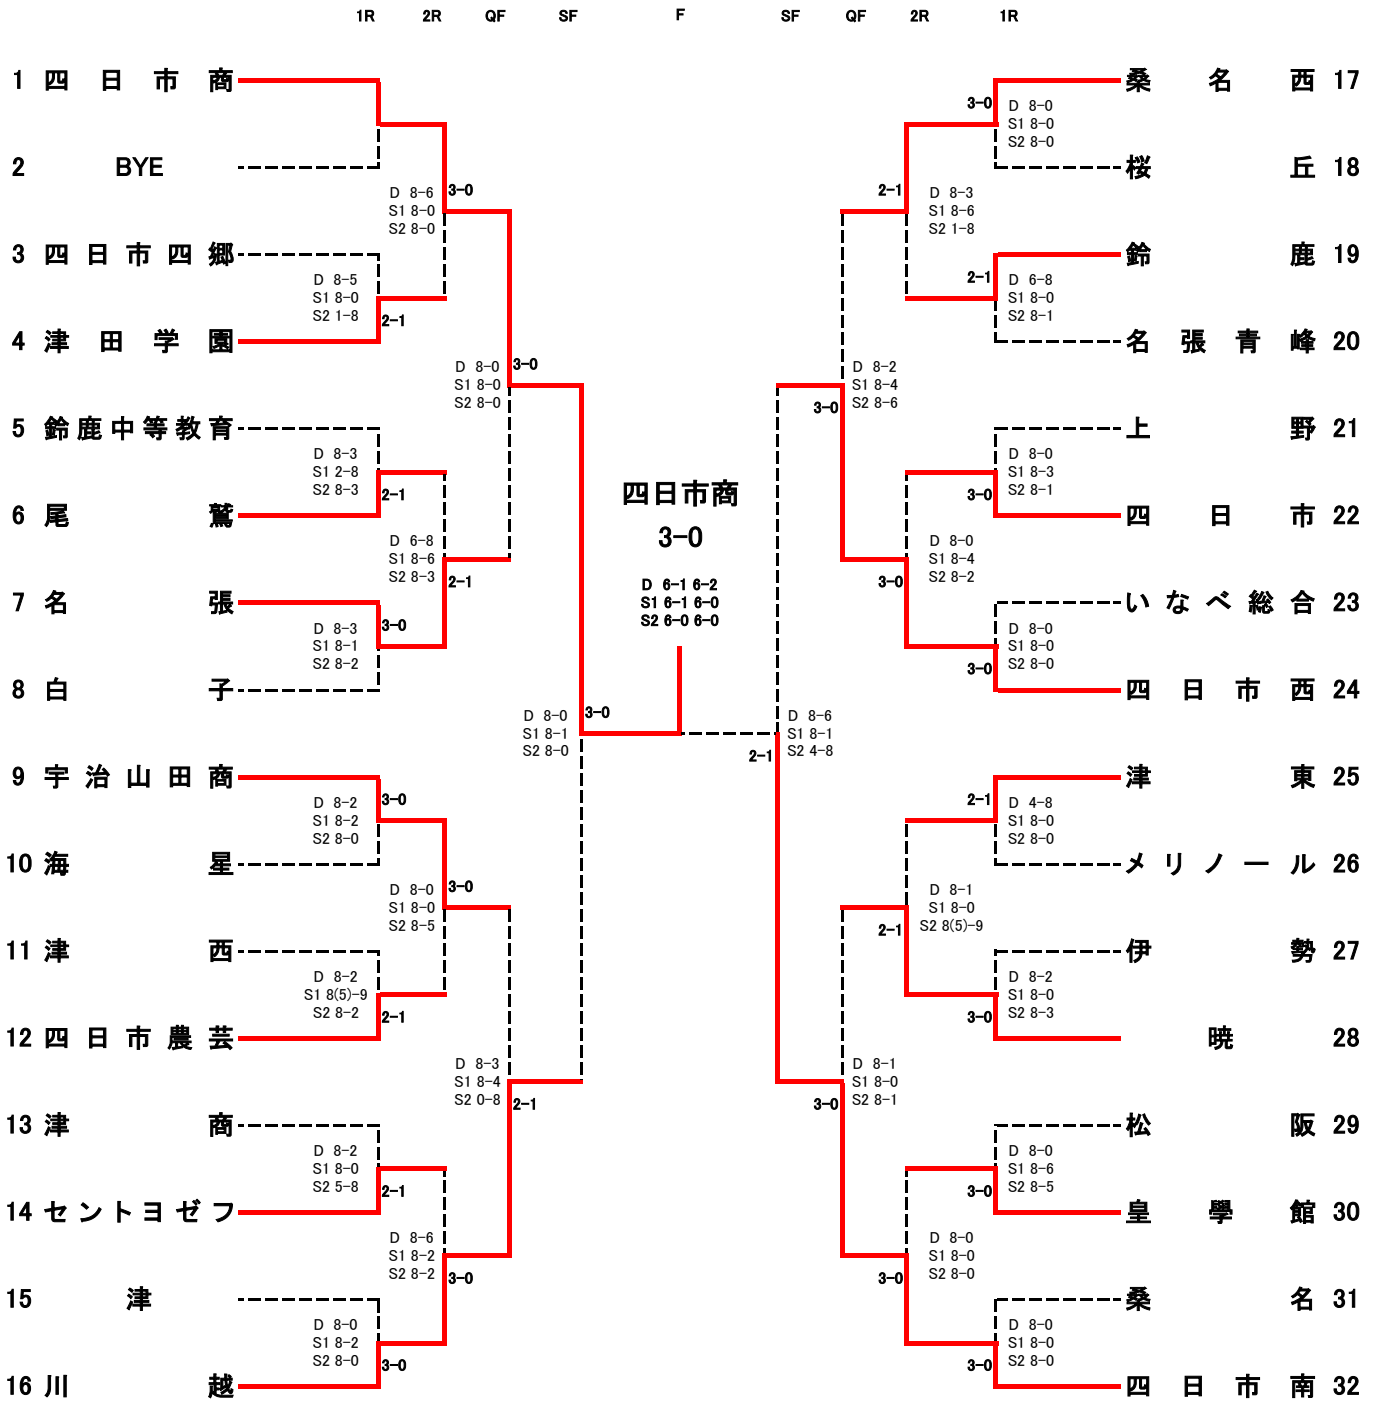 1R 2R QF SF F SF QF 2R 1R
1 四日市商
2 BYE
3 四日市四郷
4 津田学園
5 鈴鹿中等教育
6 尾鷲
7 名張
8 白子
9 宇治山田商
10 海星
11 津西
12 四日市農芸
13 津商
14 セントヨゼフ
15 津
16 川越
D 8-5
S1 8-0
S2 1-8
2-1
D 8-3
S1 2-8
S2 8-3
2-1
3-0
D 8-3
S1 8-1
S2 8-2
3-0
D 8-2
S1 8-2
S2 8-0
D 8-2
S1 8(5)-9
S2 8-2
2-1
D 8-2
S1 8-0
S2 5-8
2-1
D 8-0
S1 8-2
S2 8-0
3-0
D 8-6
S1 8-0
S2 8-0
3-0
D 6-8
S1 8-6
S2 8-3
2-1
D 8-0
S1 8-0
S2 8-5
3-0
D 8-6
S1 8-2
S2 8-2
3-0
D 8-0
S1 8-0
S2 8-0
3-0
D 8-3
S1 8-4
S2 0-8
2-1
D 8-0
S1 8-1
S2 8-0
3-0
四日市商
3-0
D 6-1 6-2
S1 6-1 6-0
S2 6-0 6-0
D 8-6
S1 8-1
S2 4-8
2-1
D 8-2
S1 8-4
S2 8-6
3-0
D 8-1
S1 8-0
S2 8-1
3-0
2-1
D 8-3
S1 8-6
S2 1-8
D 8-0
S1 8-4
S2 8-2
3-0
D 8-1
S1 8-0
S2 8(5)-9
2-1
D 8-0
S1 8-0
S2 8-0
3-0
3-0
D 8-0
S1 8-0
S2 8-0
2-1
D 6-8
S1 8-0
S2 8-1
D 8-0
S1 8-3
S2 8-1
3-0
D 8-0
S1 8-0
S2 8-0
3-0
2-1
D 4-8
S1 8-0
S2 8-0
D 8-2
S1 8-0
S2 8-3
3-0
D 8-0
S1 8-6
S2 8-5
3-0
D 8-0
S1 8-0
S2 8-0
3-0
桑名西 17
桜丘 18
鈴鹿 19
名張青峰 20
上野 21
四日市 22
いなべ総合 23
四日市西 24
津東 25
メリノール 26
伊勢 27
暁 28
松阪 29
皇學館 30
桑名 31
四日市南 32